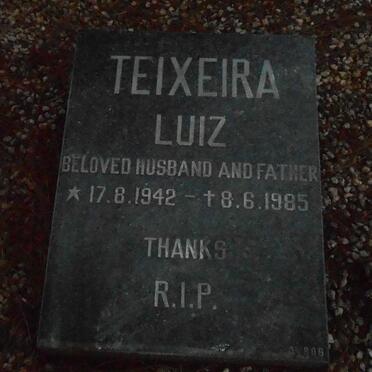 TEIXEIRA
LUIZ
BELOVED HUSBAND AND FATHER
★ 17.8.1942 – ✝ 8.6.1985
THANKS
R.I.P.